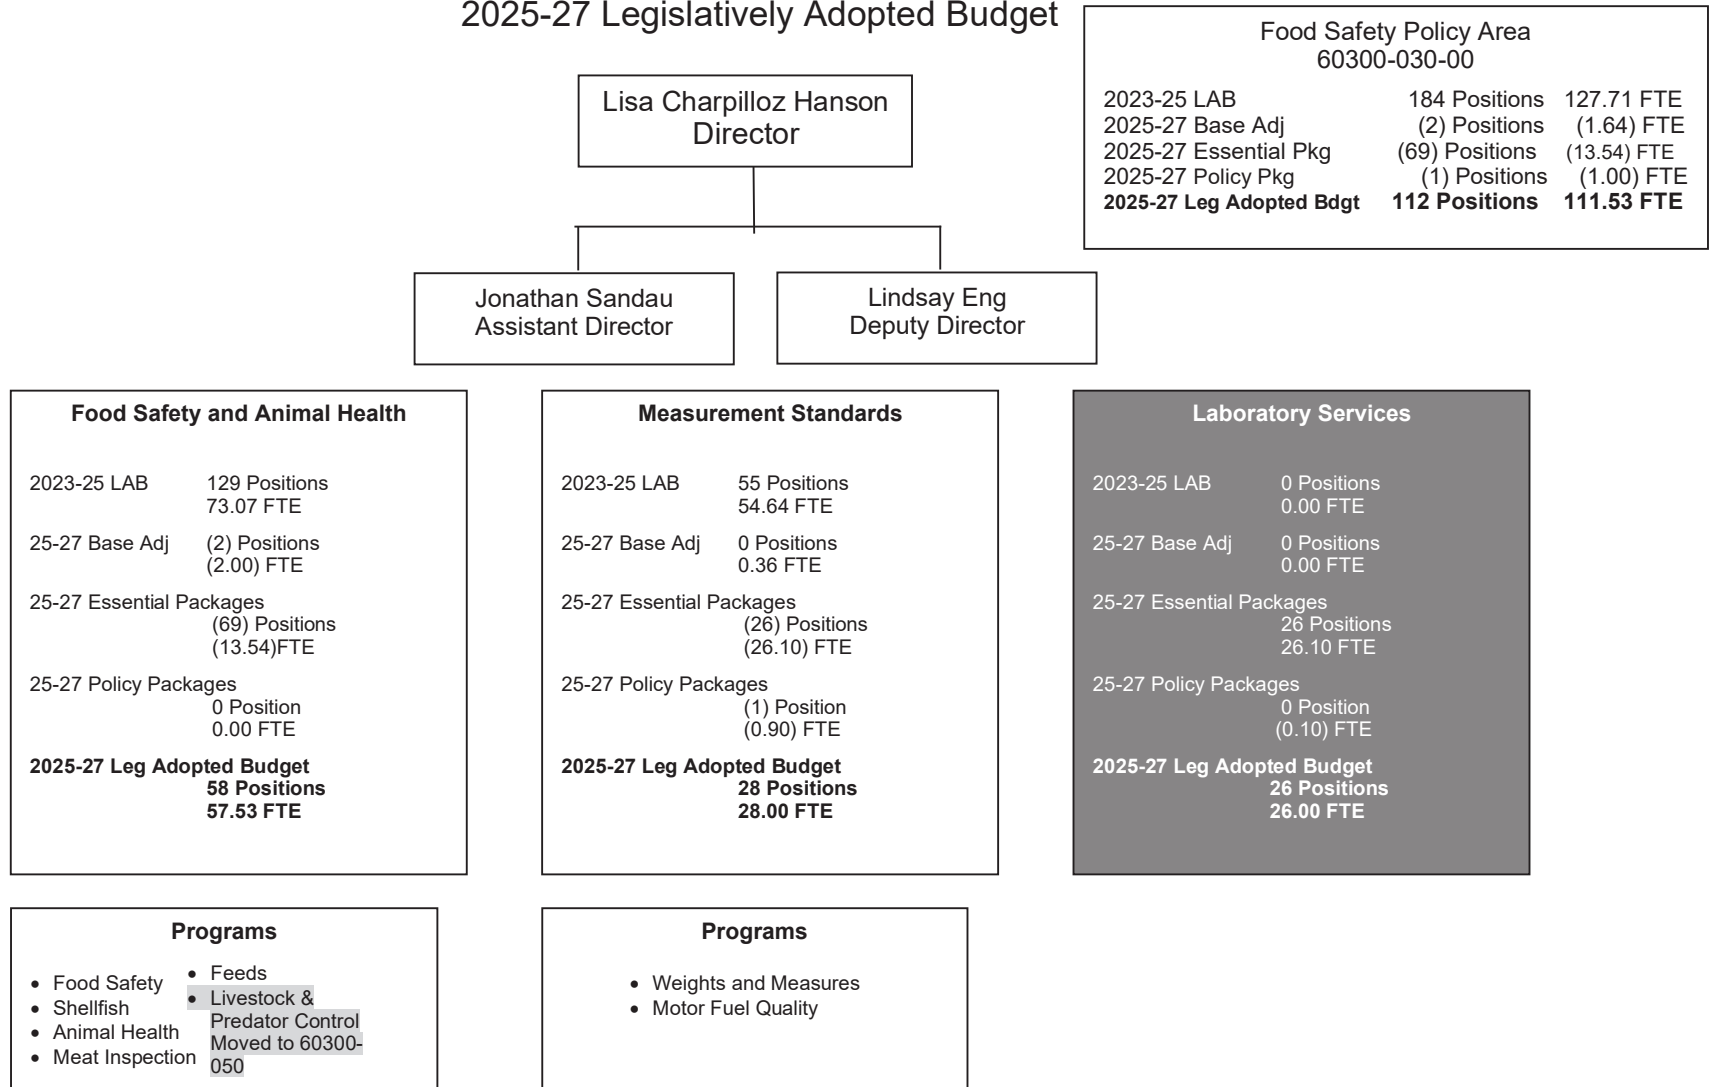 2025-27 Legislatively Adopted Budget
Food Safety Policy Area
60300-030-00
2023-25 LAB 184 Positions 127.71 FTE
2025-27 Base Adj (2) Positions (1.64) FTE
2025-27 Essential Pkg (69) Positions (13.54) FTE
2025-27 Policy Pkg (1) Positions (1.00) FTE
2025-27 Leg Adopted Bdgt 112 Positions 111.53 FTE
Lisa Charpilloz Hanson
Director
Jonathan Sandau
Assistant Director
Lindsay Eng
Deputy Director
Food Safety and Animal Health
2023-25 LAB 129 Positions
73.07 FTE
25-27 Base Adj (2) Positions
(2.00) FTE
25-27 Essential Packages
(69) Positions
(13.54)FTE
25-27 Policy Packages
0 Position
0.00 FTE
2025-27 Leg Adopted Budget
58 Positions
57.53 FTE
Measurement Standards
2023-25 LAB 55 Positions
54.64 FTE
25-27 Base Adj 0 Positions
0.36 FTE
25-27 Essential Packages
(26) Positions
(26.10) FTE
25-27 Policy Packages
(1) Position
(0.90) FTE
2025-27 Leg Adopted Budget
28 Positions
28.00 FTE
Laboratory Services
2023-25 LAB 0 Positions
0.00 FTE
25-27 Base Adj 0 Positions
0.00 FTE
25-27 Essential Packages
26 Positions
26.10 FTE
25-27 Policy Packages
0 Position
(0.10) FTE
2025-27 Leg Adopted Budget
26 Positions
26.00 FTE
Programs
• Food Safety
• Shellfish
• Animal Health
• Meat Inspection
• Feeds
• Livestock &
Predator Control
Moved to 60300-
050
Programs
• Weights and Measures
• Motor Fuel Quality